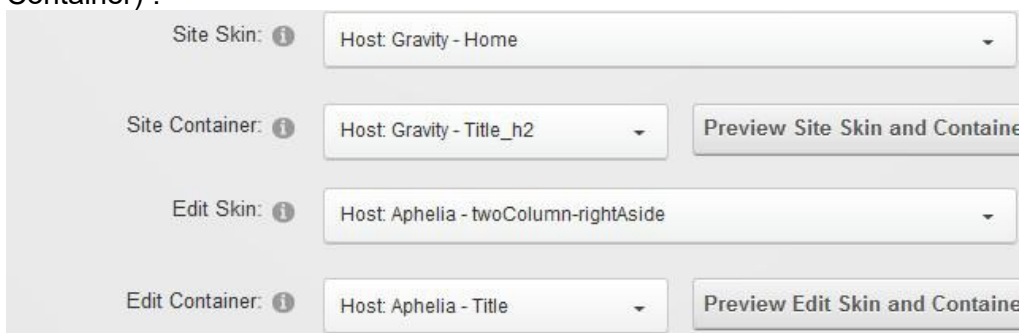 Container) :
Site Skin: Host: Gravity - Home
Site Container: Host: Gravity - Title_h2 Preview Site Skin and Containe
Edit Skin: Host: Aphelia - twoColumn-rightAside
Edit Container: Host: Aphelia - Title Preview Edit Skin and Containe